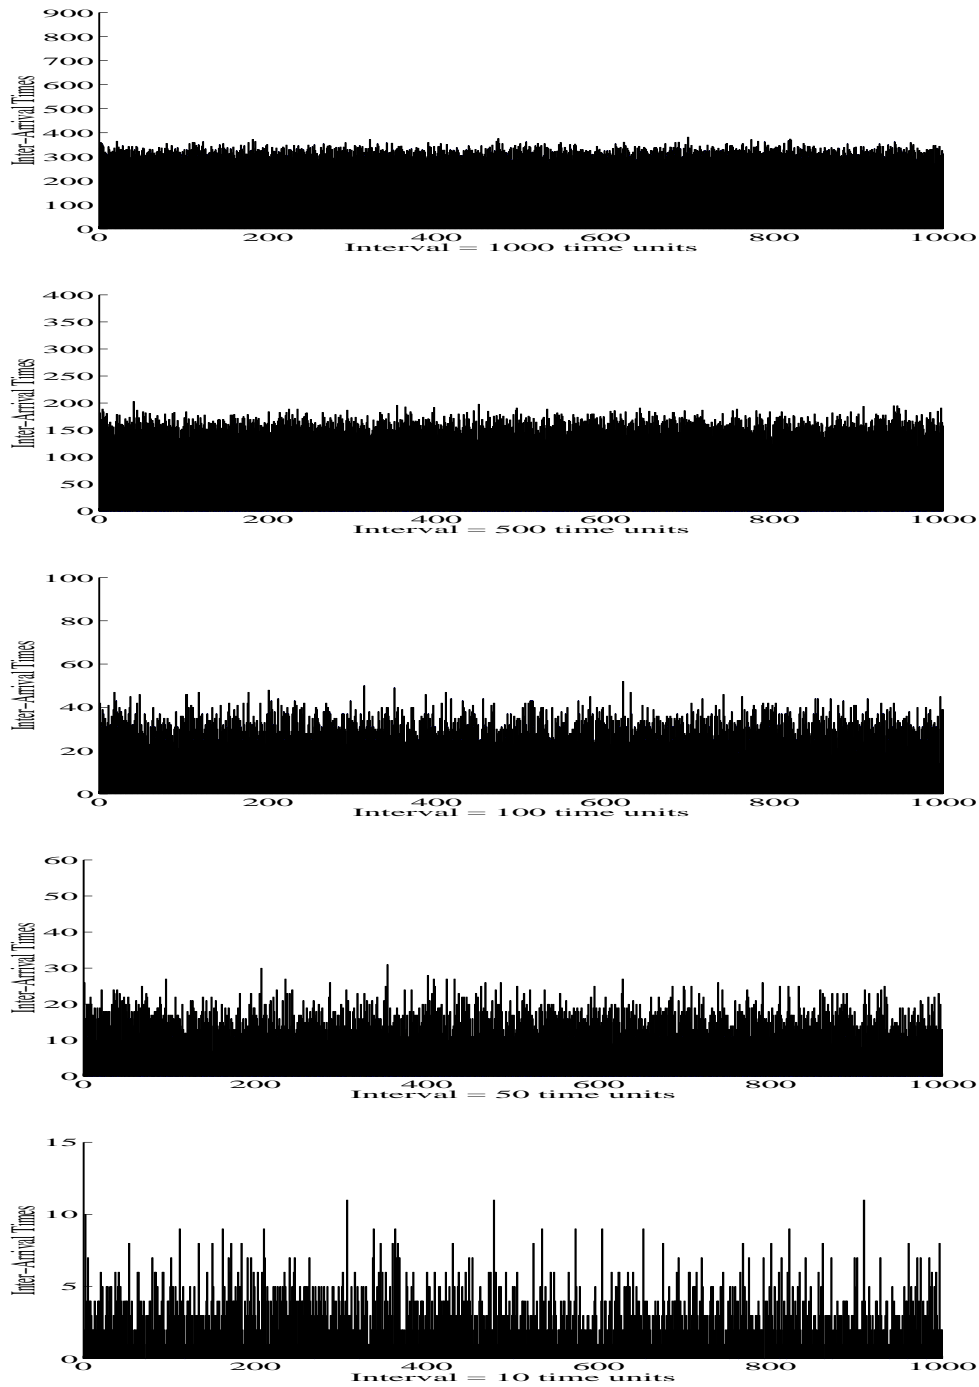 900
800
700
600
500
400
300
200
100
0
Inter-Arrival Times
0 200 400 600 800 1000
Interval = 1000 time units
400
350
300
250
200
150
100
50
0
Inter-Arrival Times
0 200 400 600 800 1000
Interval = 500 time units
100
80
60
40
20
0
Inter-Arrival Times
0 200 400 600 800 1000
Interval = 100 time units
60
50
40
30
20
10
0
Inter-Arrival Times
0 200 400 600 800 1000
Interval = 50 time units
15
10
5
0
Inter-Arrival Times
0 200 400 600 800 1000
Interval = 10 time units